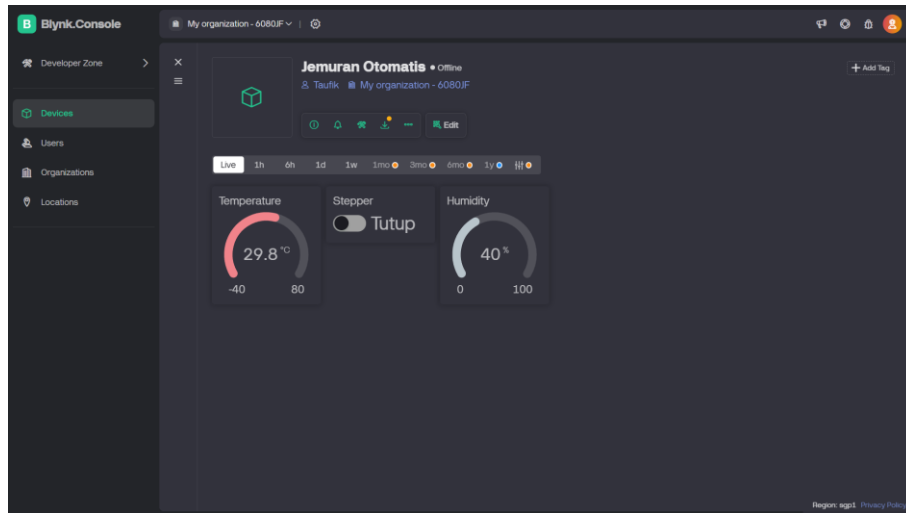 B Blynk.Console
My organization - 6080JF
Developer Zone
Devices
Users
Organizations
Locations
Jemuran Otomatis • Offline
Taufik My organization - 6080JF
+ Add Tag
Edit
Live 1h 6h 1d 1w 1mo 3mo 6mo 1y
Temperature
29.8 °C
-40 80
Stepper
Tutup
Humidity
40 %
0 100
Region: sgp1 Privacy Policy